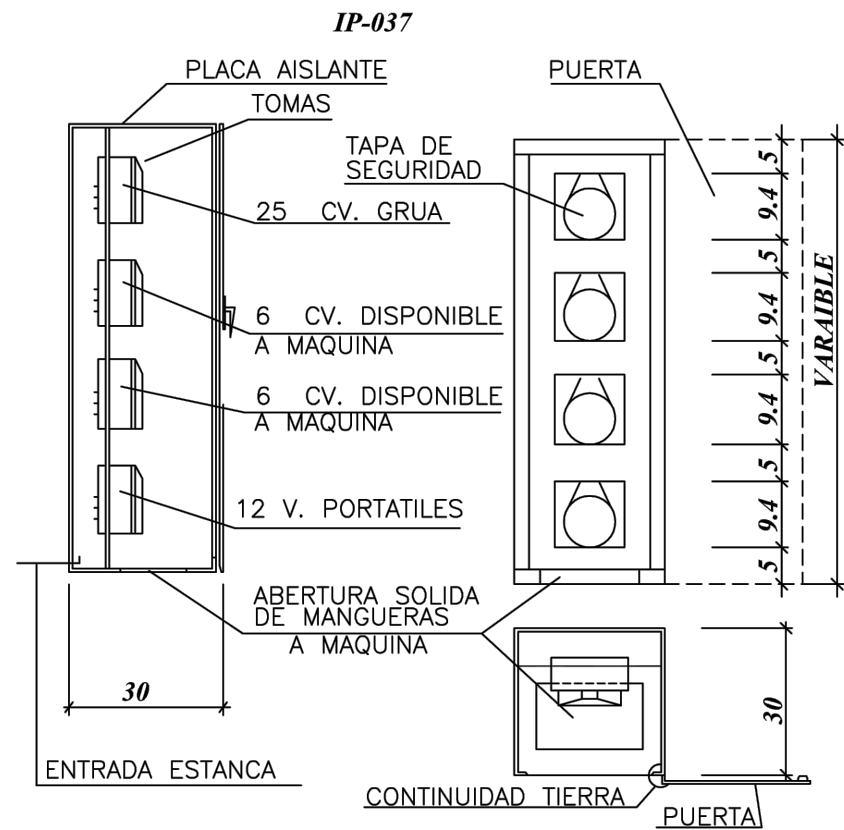 IP-037
PLACA AISLANTE
PUERTA
TOMAS
TAPA DE
SEGURIDAD
25 CV. GRUA
6 CV. DISPONIBLE
A MAQUINA
6 CV. DISPONIBLE
A MAQUINA
12 V. PORTATILES
5
9.4
5
9.4
5
9.4
5
9.4
5
VARAIBLE
ABERTURA SOLIDA
DE MANGUERAS
A MAQUINA
30
30
ENTRADA ESTANCA
CONTINUIDAD TIERRA
PUERTA